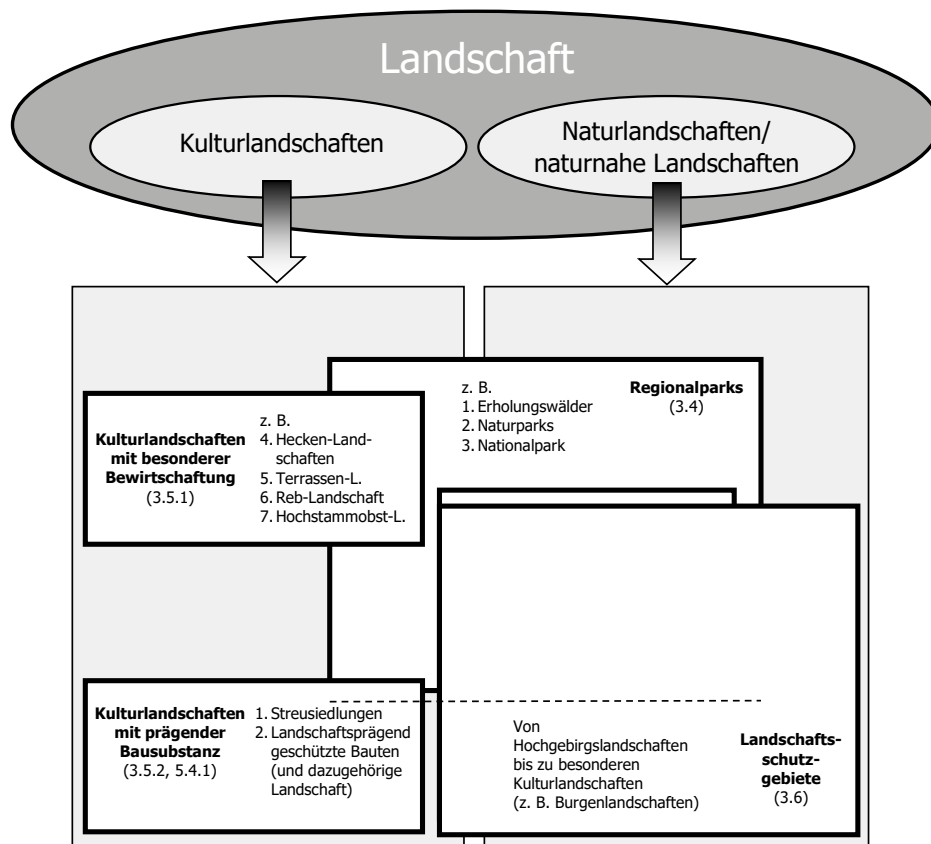 Landschaft
Kulturlandschaften
Naturlandschaften/
naturnahe Landschaften
z. B.
1. Erholungswälder
2. Naturparks
3. Nationalpark
Regionalparks
(3.4)
Kulturlandschaften
mit besonderer
Bewirtschaftung
(3.5.1)
z. B.
4. Hecken-Land-
schaften
5. Terrassen-L.
6. Reb-Landschaft
7. Hochstammobst-L.
Kulturlandschaften
mit prägender
Bausubstanz
(3.5.2, 5.4.1)
1. Streusiedlungen
2. Landschaftsprägend
geschützte Bauten
(und dazugehörige
Landschaft)
Von
Hochgebirgslandschaften
bis zu besonderen
Kulturlandschaften
(z. B. Burgenlandschaften)
Landschafts-
schutz-
gebiete
(3.6)